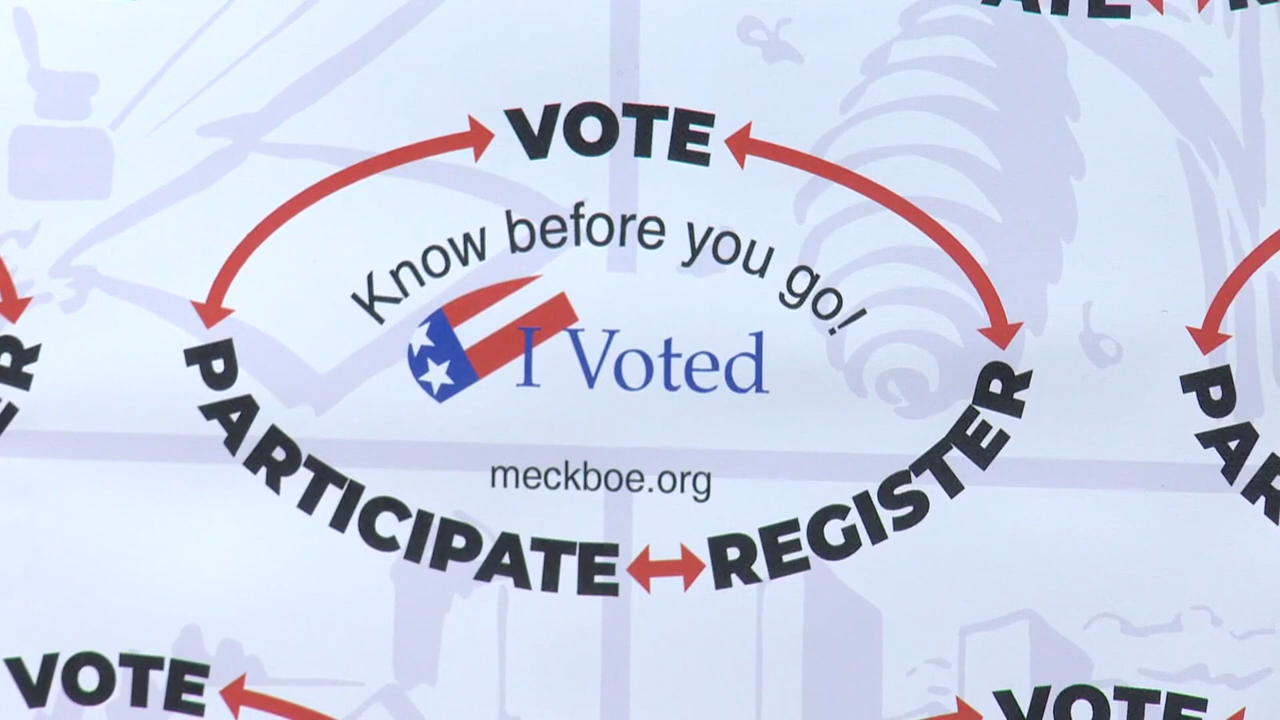 VOTE
Know before you go!
I Voted
meckboe.org
PARTICIPATE
REGISTER
VOTE
VOTE